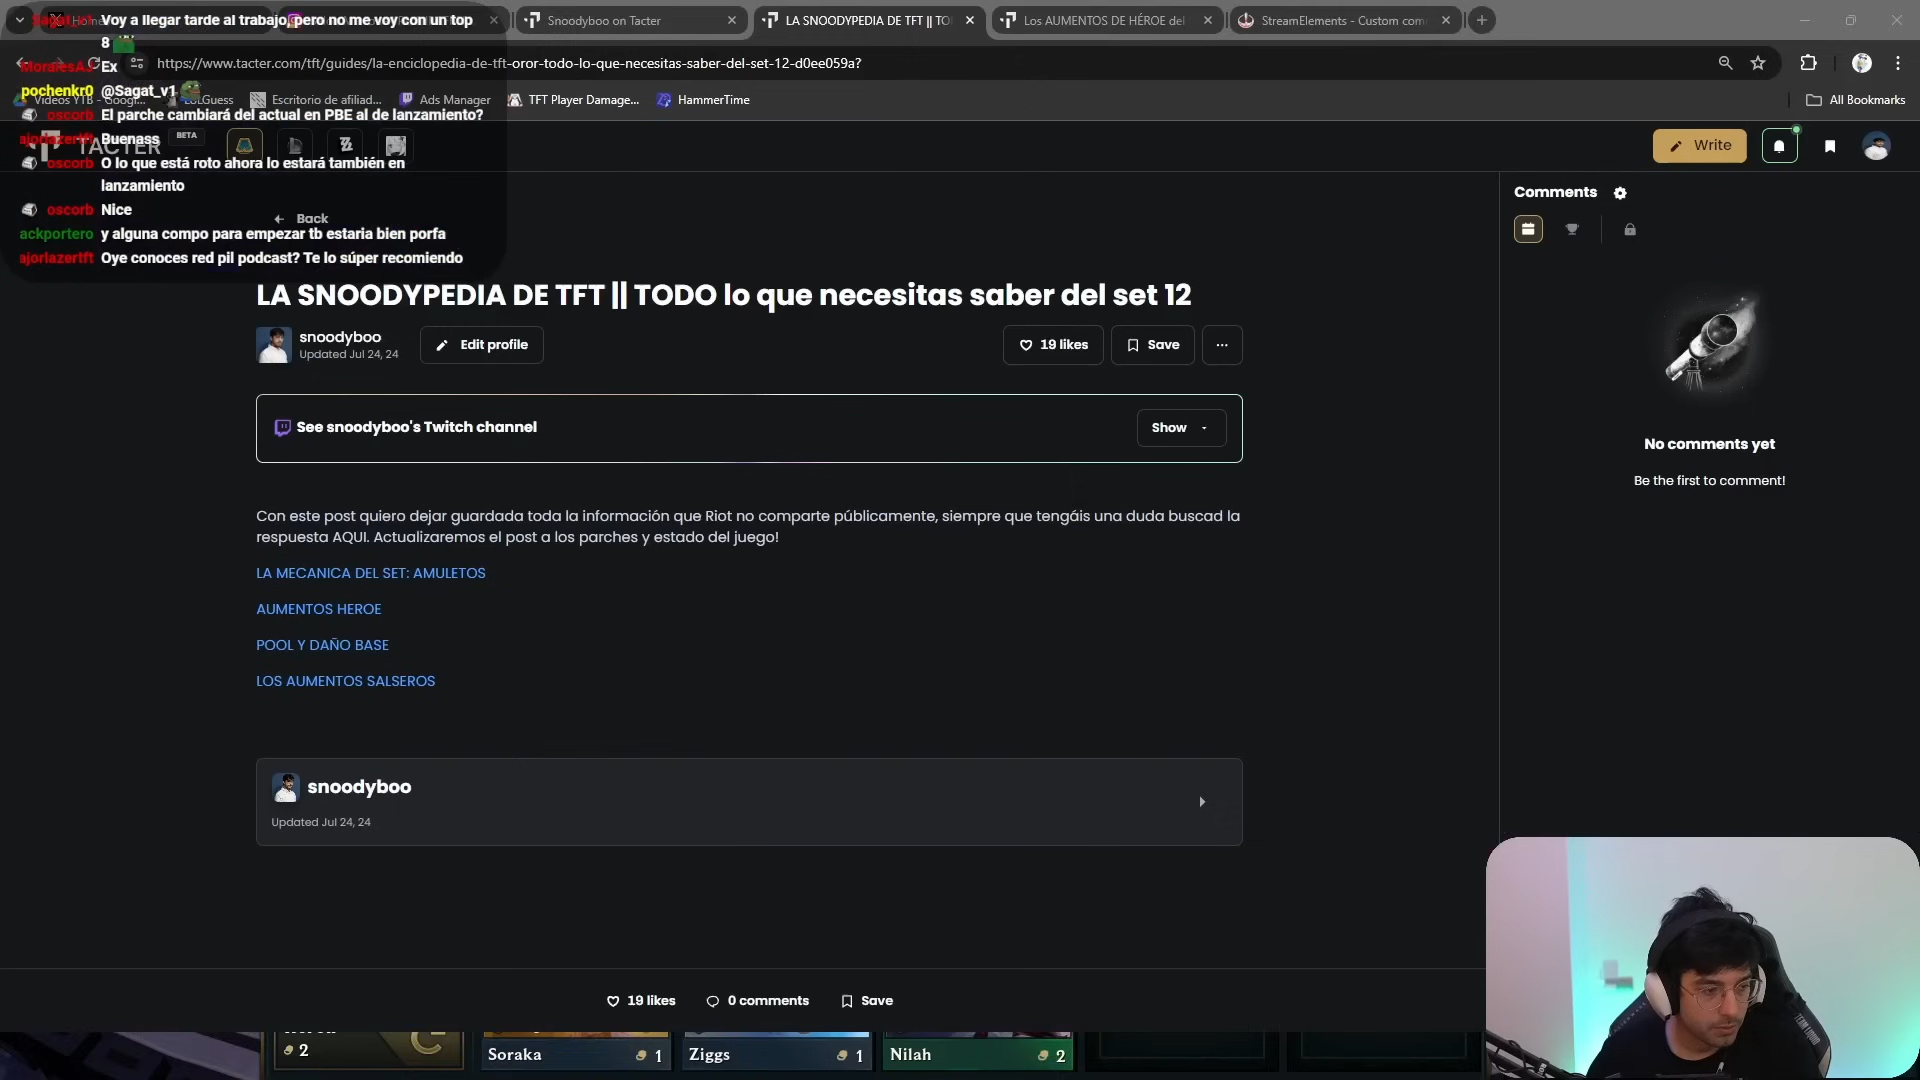 Snoodyboo on Tacter
LA SNOODYPEDIA DE TFT || TO
Los AUMENTOS DE HÉROE del
StreamElements - Custom com
https://www.tacter.com/tft/guides/la-enciclopedia-de-tft-oror-todo-lo-que-necesitas-saber-del-set-12-d0ee059a?
Videos YTB - Googl...
LoLGuess
Escritorio de afiliad...
Ads Manager
TFT Player Damage...
HammerTime
All Bookmarks
Voy a llegar tarde al trabajo, pero no me voy con un top
8
Ex
pochenkr0 @Sagat_v1
oscorb El parche cambiará del actual en PBE al de lanzamiento?
ajorlazertft Buenass
oscorb O lo que está roto ahora lo estará también en
lanzamiento
oscorb Nice
ackportero y alguna compo para empezar tb estaria bien porfa
ajorlazertft Oye conoces red pil podcast? Te lo súper recomiendo
TACTER
BETA
Write
Back
LA SNOODYPEDIA DE TFT || TODO lo que necesitas saber del set 12
snoodyboo
Updated Jul 24, 24
Edit profile
19 likes
Save
See snoodyboo's Twitch channel
Show
Con este post quiero dejar guardada toda la información que Riot no comparte públicamente, siempre que tengáis una duda buscad la
respuesta AQUI. Actualizaremos el post a los parches y estado del juego!
LA MECANICA DEL SET: AMULETOS
AUMENTOS HEROE
POOL Y DAÑO BASE
LOS AUMENTOS SALSEROS
snoodyboo
Updated Jul 24, 24
19 likes
0 comments
Save
Comments
No comments yet
Be the first to comment!
2
Soraka 1
Ziggs 1
Nilah 2